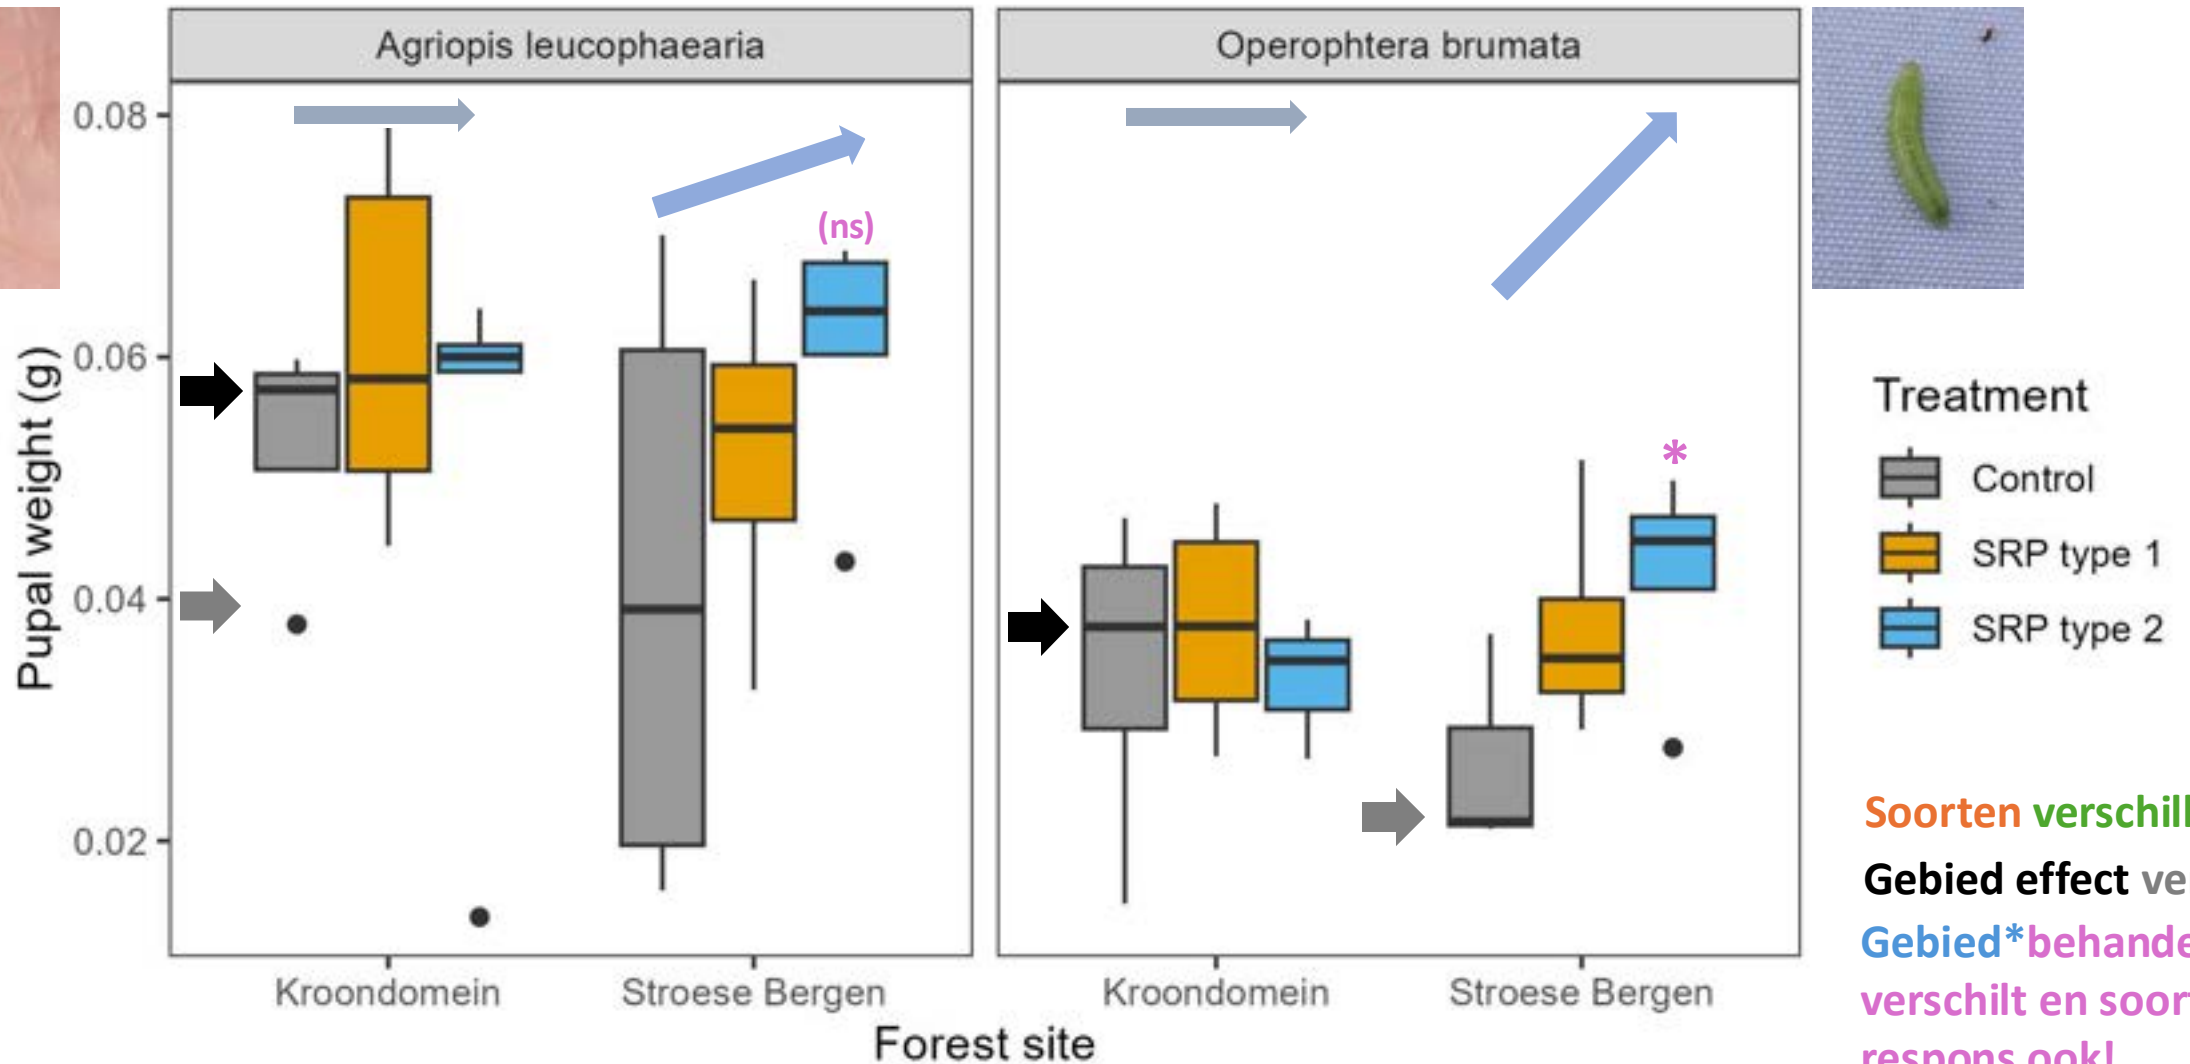 Agriopis leucophaearia
Operophtera brumata
0.08
0.06
0.04
0.02
Pupal weight (g)
(ns)
*
Kroondomein
Stroese Bergen
Kroondomein
Stroese Bergen
Forest site
Treatment
Control
SRP type 1
SRP type 2
Soorten verschill
Gebied effect ve
Gebied*behande
verschilt en soor
respons ook!